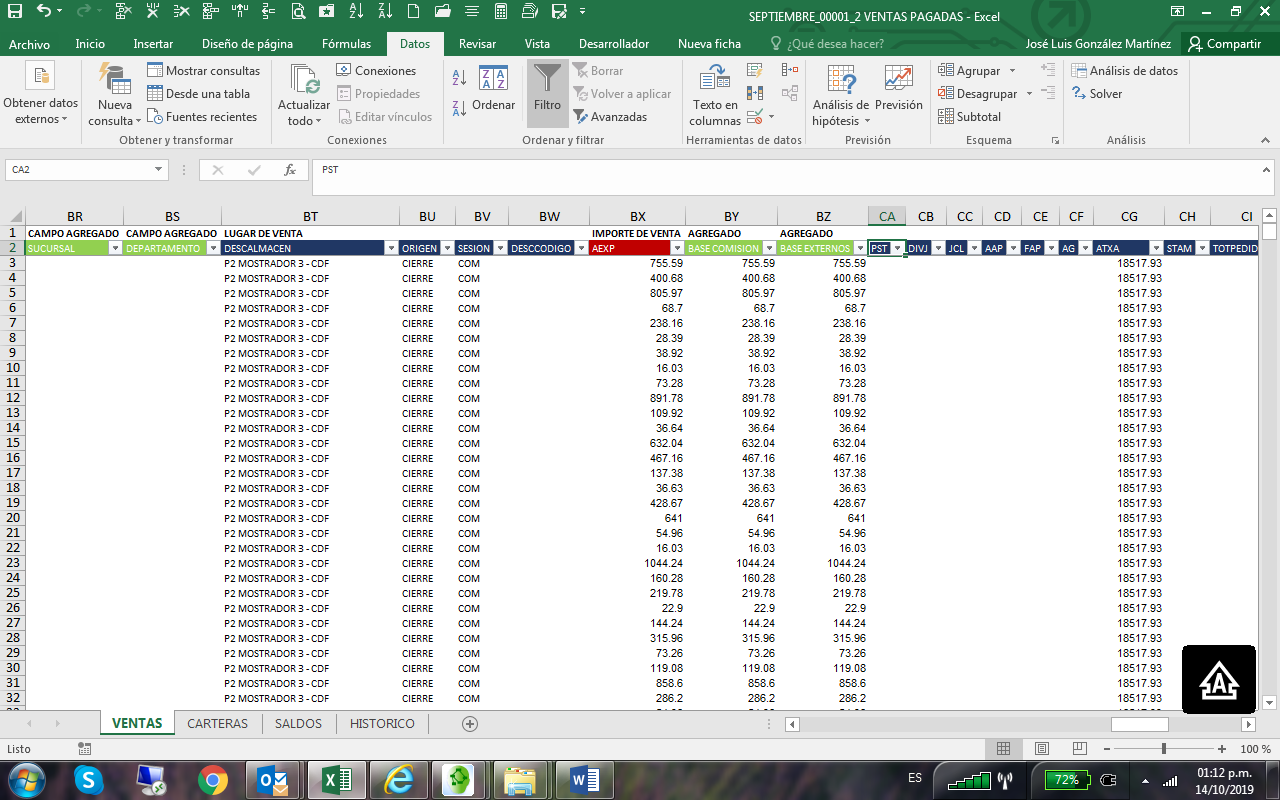 SEPTIEMBRE_00001_2 VENTAS PAGADAS - Excel
Archivo Inicio Insertar Diseño de página Fórmulas Datos Revisar Vista Desarrollador Nueva ficha ¿Qué desea hacer? José Luis González Martínez Compartir
Obtener datos externos
Nueva consulta
Mostrar consultas
Desde una tabla
Fuentes recientes
Actualizar todo
Conexiones
Propiedades
Editar vínculos
Ordenar
Filtro
Borrar
Volver a aplicar
Avanzadas
Texto en columnas
Análisis de hipótesis
Previsión
Agrupar
Desagrupar
Subtotal
Análisis de datos
Solver
Obtener y transformar Conexiones Ordenar y filtrar Herramientas de datos Previsión Esquema Análisis
CA2 fx PST
BR BS BT BU BV BW BX BY BZ CA CB CC CD CE CF CG CH CI
1 CAMPO AGREGADO CAMPO AGREGADO LUGAR DE VENTA IMPORTE DE VENTA AGREGADO AGREGADO
2 SUCURSAL DEPARTAMENTO DESCALMACEN ORIGEN SESION DESCCODIGO AEXP BASE COMISION BASE EXTERNOS PST DIVJ JCL AAP FAP AG ATXA STAM TOTPEDID
3 P2 MOSTRADOR 3 - CDF CIERRE COM 755.59 755.59 755.59 18517.93
4 P2 MOSTRADOR 3 - CDF CIERRE COM 400.68 400.68 400.68 18517.93
5 P2 MOSTRADOR 3 - CDF CIERRE COM 805.97 805.97 805.97 18517.93
6 P2 MOSTRADOR 3 - CDF CIERRE COM 68.7 68.7 68.7 18517.93
7 P2 MOSTRADOR 3 - CDF CIERRE COM 238.16 238.16 238.16 18517.93
8 P2 MOSTRADOR 3 - CDF CIERRE COM 28.39 28.39 28.39 18517.93
9 P2 MOSTRADOR 3 - CDF CIERRE COM 38.92 38.92 38.92 18517.93
10 P2 MOSTRADOR 3 - CDF CIERRE COM 16.03 16.03 16.03 18517.93
11 P2 MOSTRADOR 3 - CDF CIERRE COM 73.28 73.28 73.28 18517.93
12 P2 MOSTRADOR 3 - CDF CIERRE COM 891.78 891.78 891.78 18517.93
13 P2 MOSTRADOR 3 - CDF CIERRE COM 109.92 109.92 109.92 18517.93
14 P2 MOSTRADOR 3 - CDF CIERRE COM 36.64 36.64 36.64 18517.93
15 P2 MOSTRADOR 3 - CDF CIERRE COM 632.04 632.04 632.04 18517.93
16 P2 MOSTRADOR 3 - CDF CIERRE COM 467.16 467.16 467.16 18517.93
17 P2 MOSTRADOR 3 - CDF CIERRE COM 137.38 137.38 137.38 18517.93
18 P2 MOSTRADOR 3 - CDF CIERRE COM 36.63 36.63 36.63 18517.93
19 P2 MOSTRADOR 3 - CDF CIERRE COM 428.67 428.67 428.67 18517.93
20 P2 MOSTRADOR 3 - CDF CIERRE COM 641 641 641 18517.93
21 P2 MOSTRADOR 3 - CDF CIERRE COM 54.96 54.96 54.96 18517.93
22 P2 MOSTRADOR 3 - CDF CIERRE COM 16.03 16.03 16.03 18517.93
23 P2 MOSTRADOR 3 - CDF CIERRE COM 1044.24 1044.24 1044.24 18517.93
24 P2 MOSTRADOR 3 - CDF CIERRE COM 160.28 160.28 160.28 18517.93
25 P2 MOSTRADOR 3 - CDF CIERRE COM 219.78 219.78 219.78 18517.93
26 P2 MOSTRADOR 3 - CDF CIERRE COM 22.9 22.9 22.9 18517.93
27 P2 MOSTRADOR 3 - CDF CIERRE COM 144.24 144.24 144.24 18517.93
28 P2 MOSTRADOR 3 - CDF CIERRE COM 315.96 315.96 315.96 18517.93
29 P2 MOSTRADOR 3 - CDF CIERRE COM 73.26 73.26 73.26 18517.93
30 P2 MOSTRADOR 3 - CDF CIERRE COM 119.08 119.08 119.08 18517.93
31 P2 MOSTRADOR 3 - CDF CIERRE COM 858.6 858.6 858.6 18517.93
32 P2 MOSTRADOR 3 - CDF CIERRE COM 286.2 286.2 286.2 18517.93
VENTAS CARTERAS SALDOS HISTORICO
Listo 100 %
ES 72% 01:12 p.m.
14/10/2019